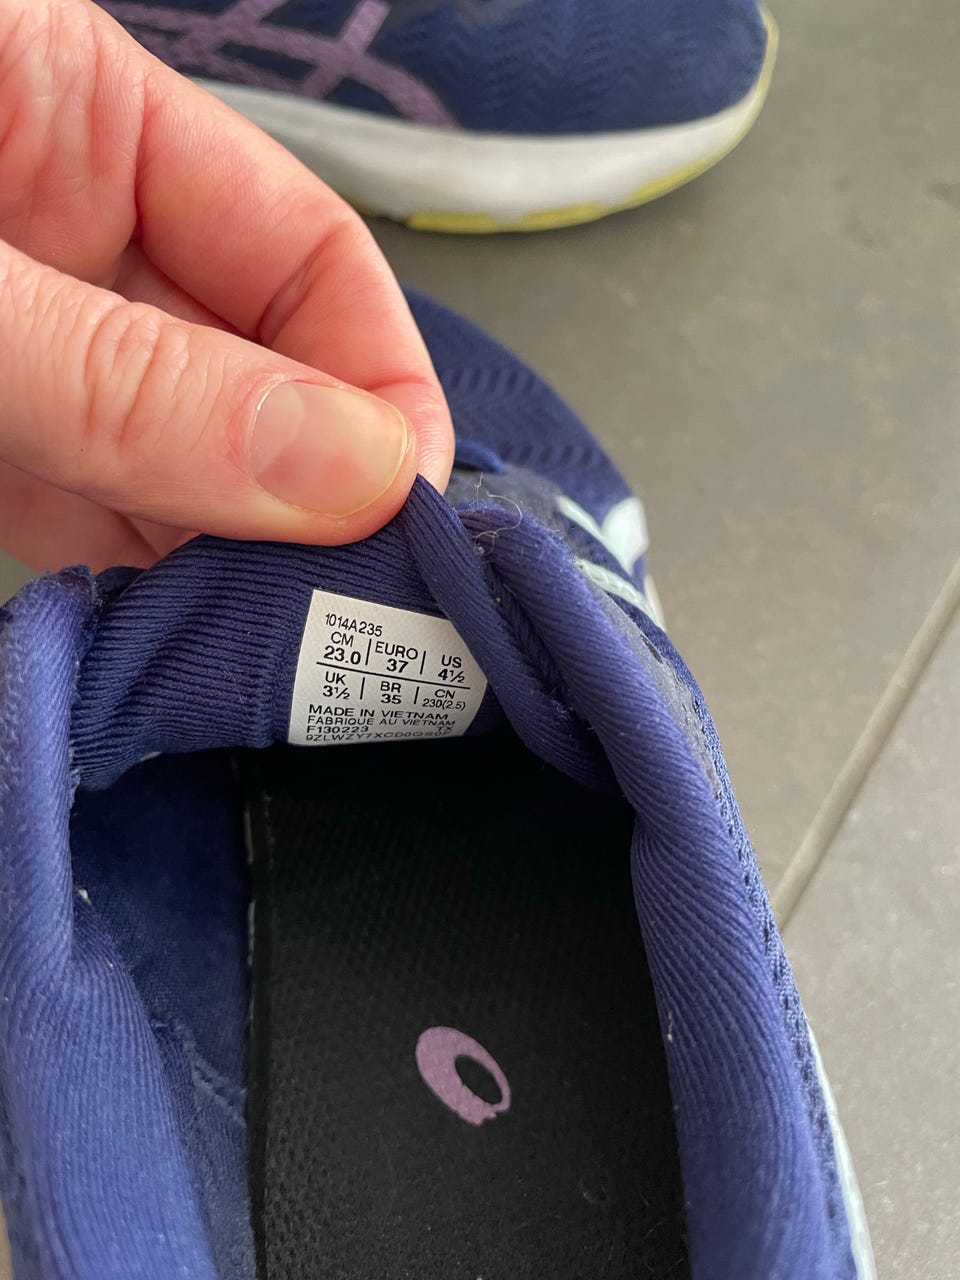 1014A235
CM EURO US
23.0 37 4½
UK BR CN
3½ 35 230(2.5)
MADE IN VIETNAM
FABRIQUE AU VIETNAM
F130223 TX